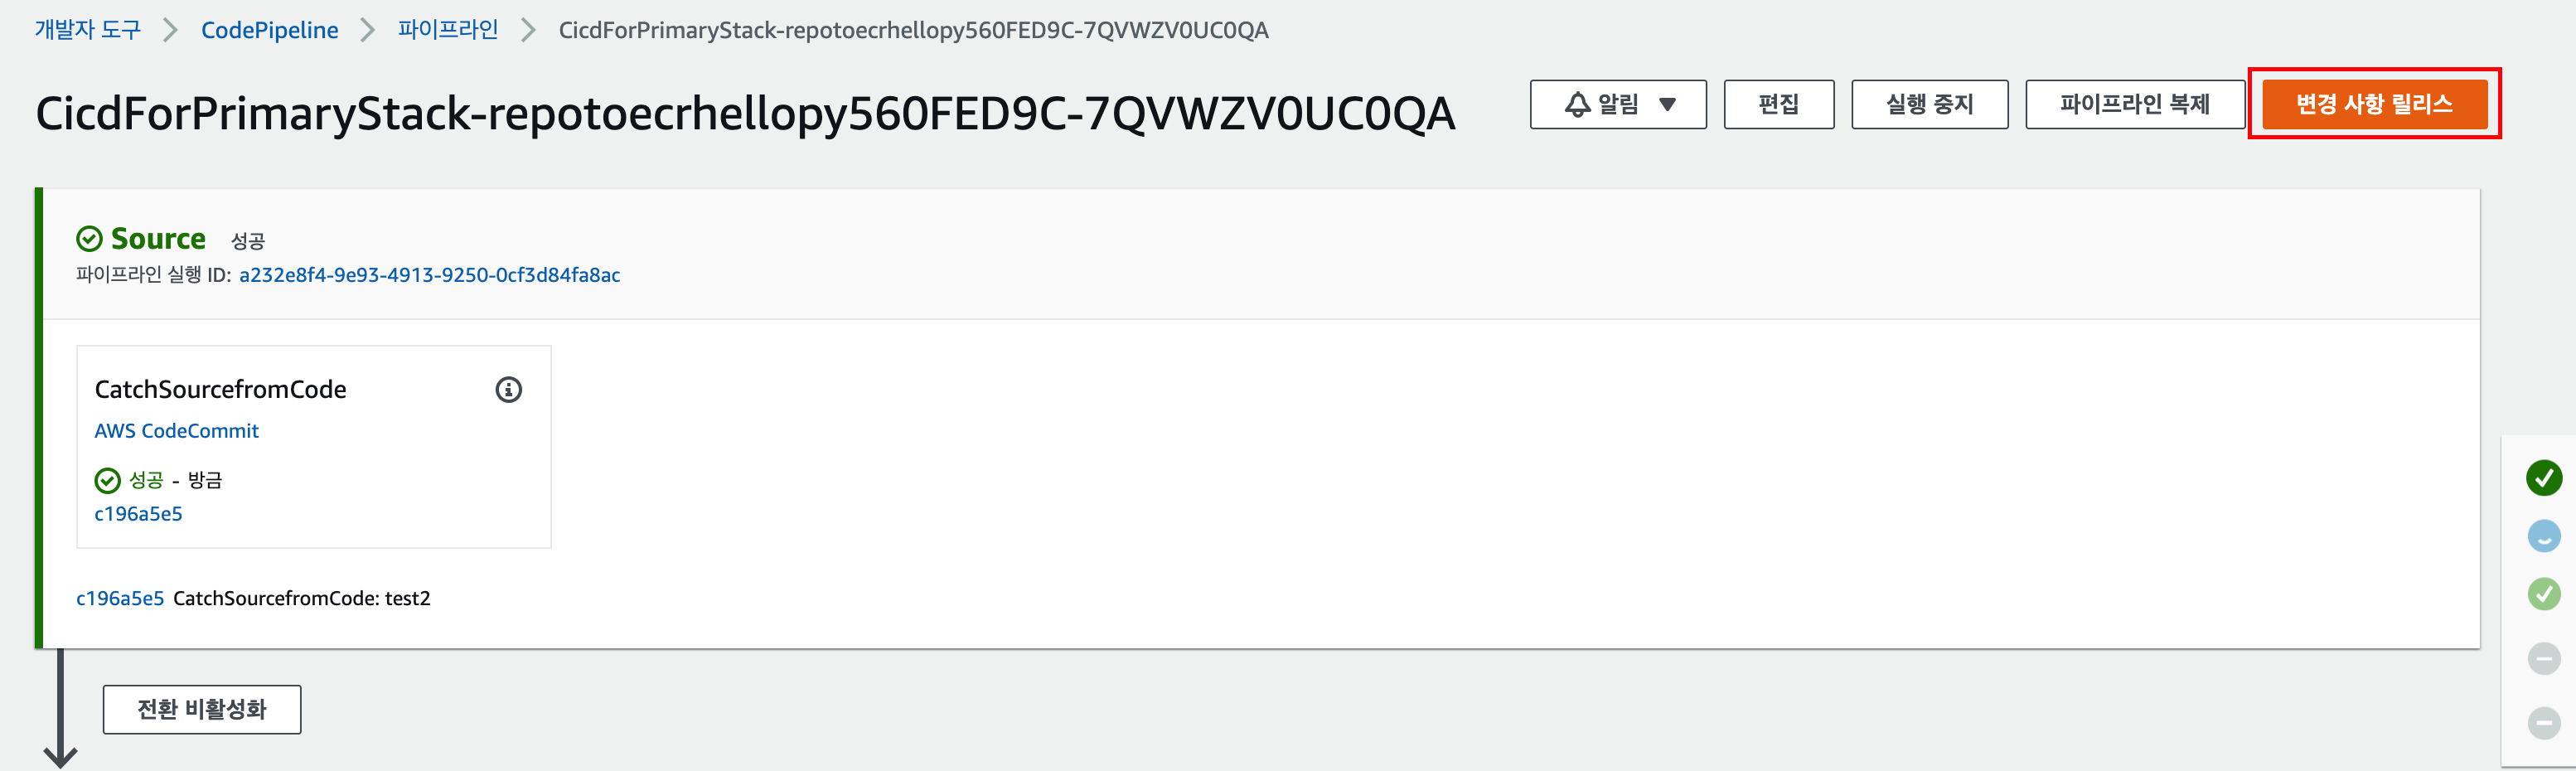 개발자 도구 CodePipeline 파이프라인 CicdForPrimaryStack-repotoecrhellopy560FED9C-7QVWZV0UC0QA
CicdForPrimaryStack-repotoecrhellopy560FED9C-7QVWZV0UC0QA
알림 편집 실행 중지 파이프라인 복제 변경 사항 릴리스
Source 성공
파이프라인 실행 ID: a232e8f4-9e93-4913-9250-0cf3d84fa8ac
CatchSourcefromCode
AWS CodeCommit
성공 - 방금
c196a5e5
c196a5e5 CatchSourcefromCode: test2
전환 비활성화